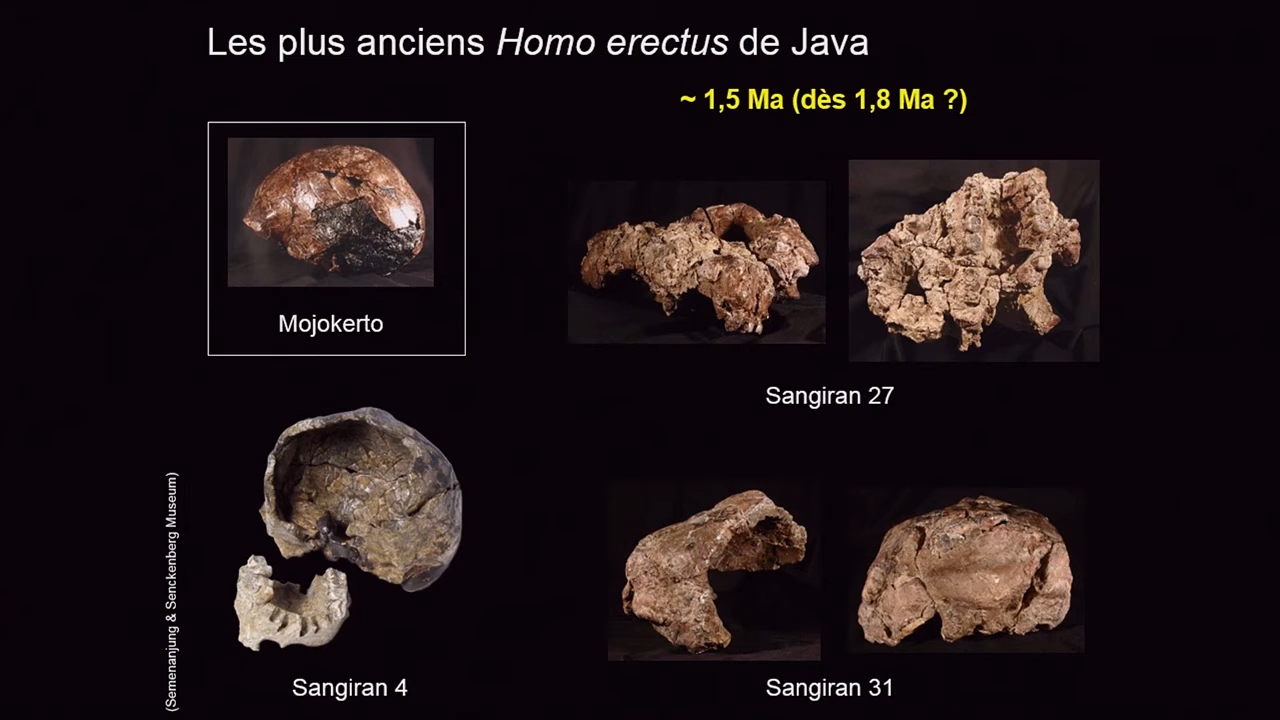 Les plus anciens Homo erectus de Java
~ 1,5 Ma (dès 1,8 Ma ?)
Mojokerto
Sangiran 27
(Semenanjung & Senckenberg Museum)
Sangiran 4
Sangiran 31